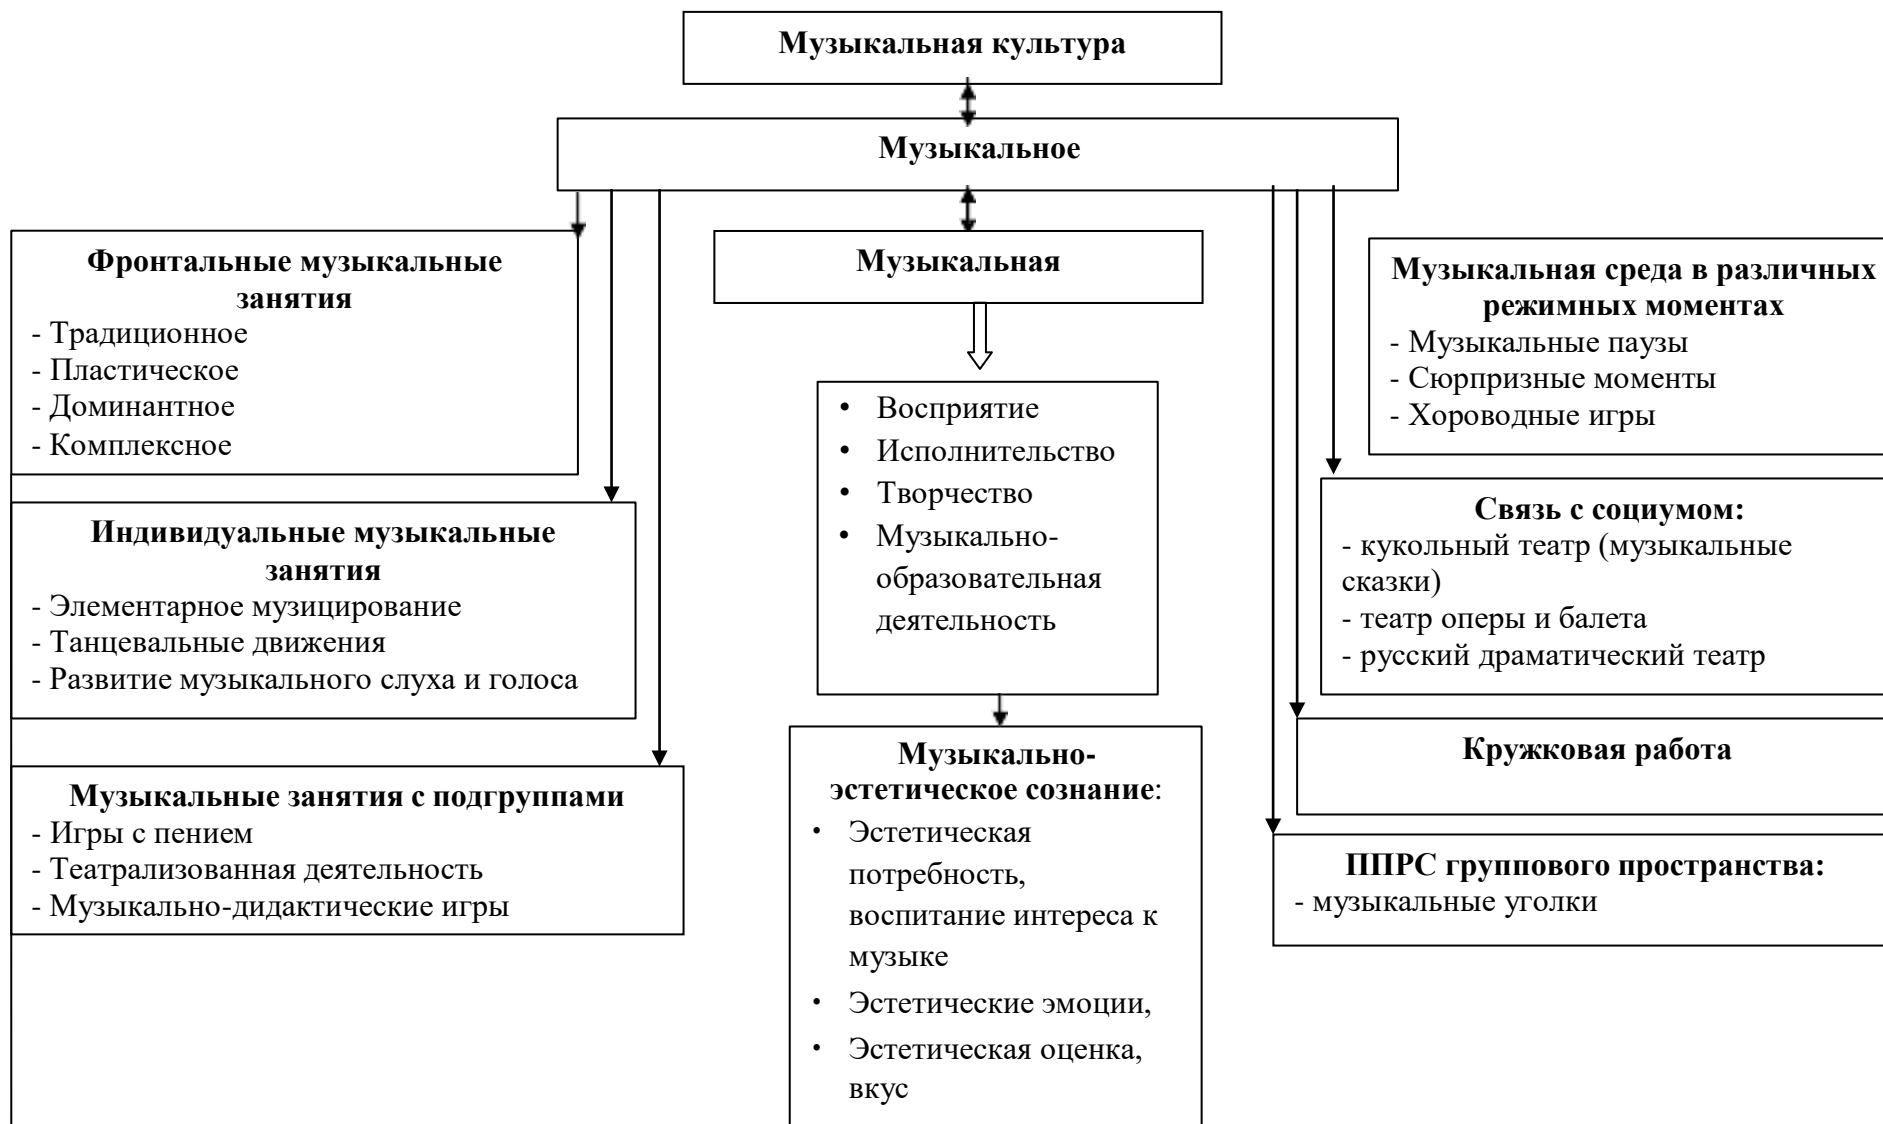 Музыкальная культура
Музыкальное
Фронтальные музыкальные
занятия
- Традиционное
- Пластическое
- Доминантное
- Комплексное
Индивидуальные музыкальные
занятия
- Элементарное музицирование
- Танцевальные движения
- Развитие музыкального слуха и голоса
Музыкальные занятия с подгруппами
- Игры с пением
- Театрализованная деятельность
- Музыкально-дидактические игры
Музыкальная
• Восприятие
• Исполнительство
• Творчество
• Музыкально-
образовательная
деятельность
Музыкально-
эстетическое сознание:
• Эстетическая
потребность,
воспитание интереса к
музыке
• Эстетические эмоции,
• Эстетическая оценка,
вкус
Музыкальная среда в различных
режимных моментах
- Музыкальные паузы
- Сюрпризные моменты
- Хороводные игры
Связь с социумом:
- кукольный театр (музыкальные
сказки)
- театр оперы и балета
- русский драматический театр
Кружковая работа
ППРС группового пространства:
- музыкальные уголки